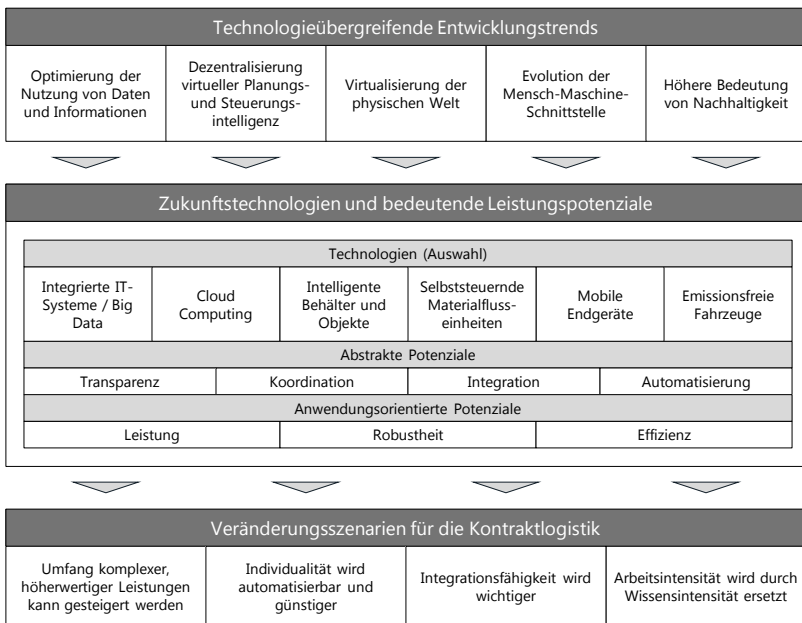 Technologieübergreifende Entwicklungstrends
Optimierung der
Nutzung von Daten
und Informationen
Dezentralisierung
virtueller Planungs-
und Steuerungs-
intelligenz
Virtualisierung der
physischen Welt
Evolution der
Mensch-Maschine-
Schnittstelle
Höhere Bedeutung
von Nachhaltigkeit
Zukunftstechnologien und bedeutende Leistungspotenziale
Technologien (Auswahl)
Integrierte IT-
Systeme / Big
Data
Cloud
Computing
Intelligente
Behälter und
Objekte
Selbststeuernde
Materialfluss-
einheiten
Mobile
Endgeräte
Emissionsfreie
Fahrzeuge
Abstrakte Potenziale
Transparenz
Koordination
Integration
Automatisierung
Anwendungsorientierte Potenziale
Leistung
Robustheit
Effizienz
Veränderungsszenarien für die Kontraktlogistik
Umfang komplexer,
höherwertiger Leistungen
kann gesteigert werden
Individualität wird
automatisierbar und
günstiger
Integrationsfähigkeit wird
wichtiger
Arbeitsintensität wird durch
Wissensintensität ersetzt